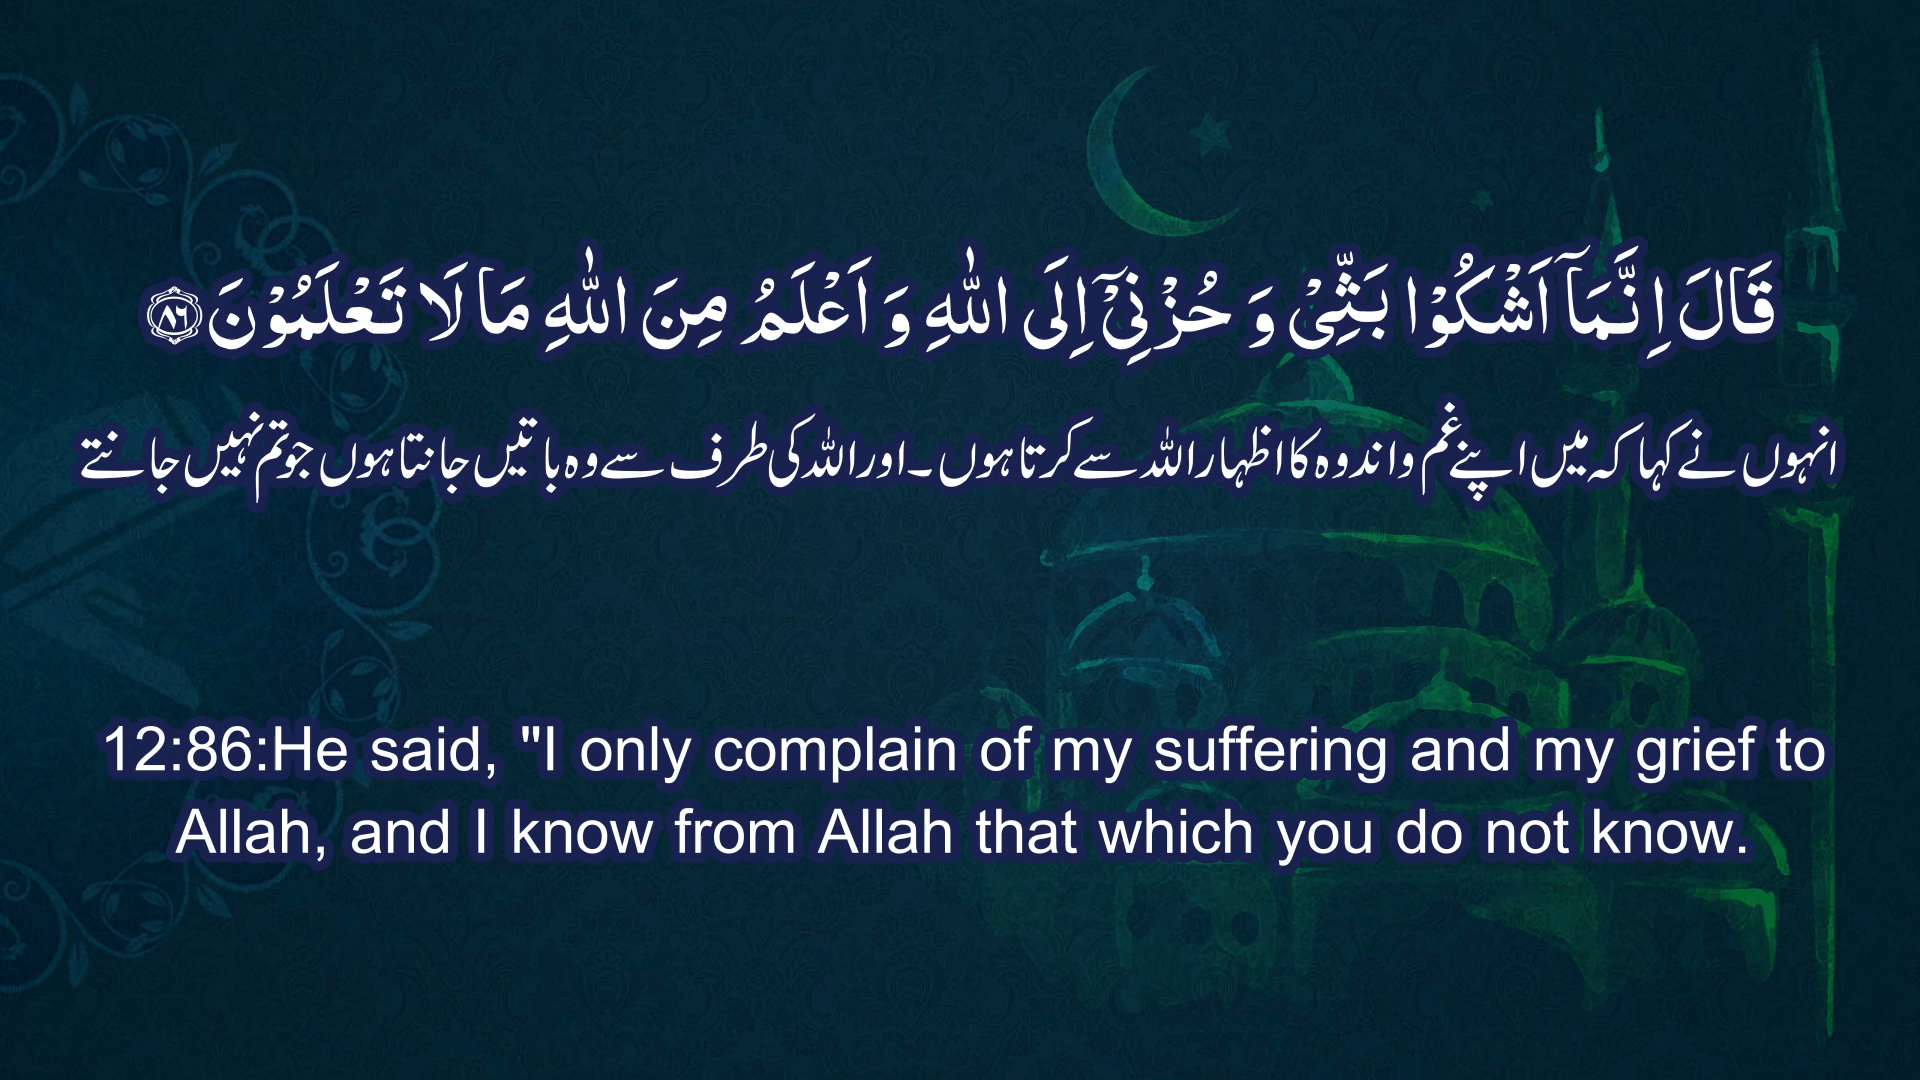 قَالَ اِنَّمَاۤ اَشْكُوْا بَثِّیْ وَ حُزْنِیْۤ اِلَی اللّٰهِ وَ اَعْلَمُ مِنَ اللّٰهِ مَا لَا تَعْلَمُوْنَ ۝۸۶
انہوں نے کہا کہ میں اپنے غم و اندوہ کا اظہار اللہ سے کرتا ہوں۔ اور اللہ کی طرف سے وہ باتیں جانتا ہوں جو تم نہیں جانتے
12:86:He said, "I only complain of my suffering and my grief to
Allah, and I know from Allah that which you do not know.